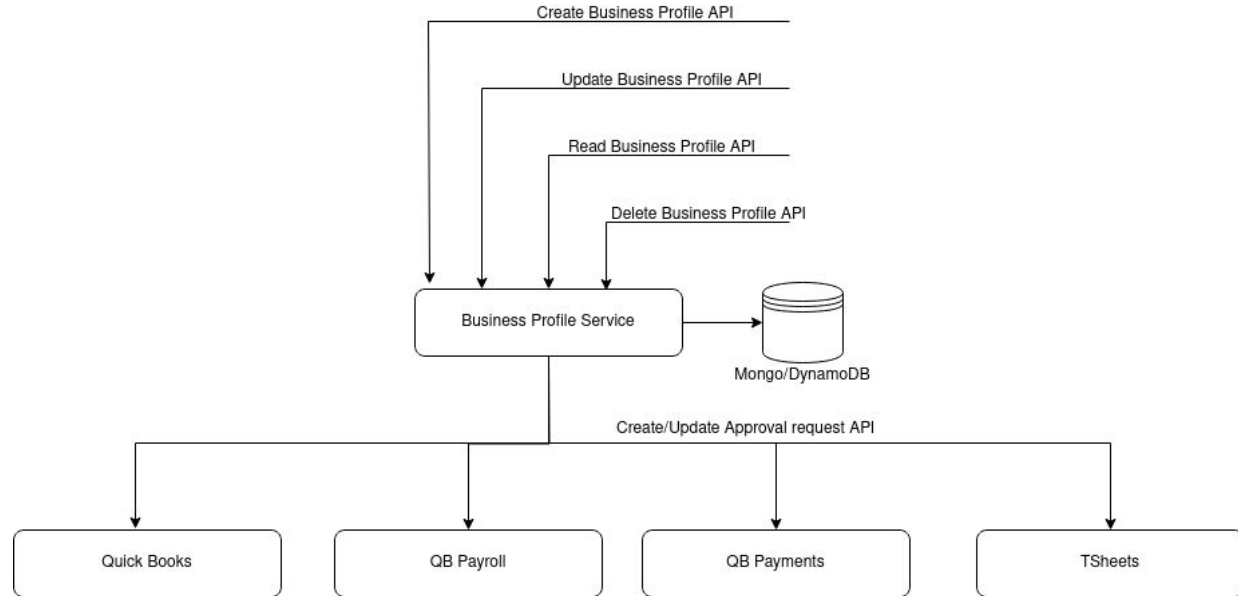 Create Business Profile API
Update Business Profile API
Read Business Profile API
Delete Business Profile API
Business Profile Service
Mongo/DynamoDB
Create/Update Approval request API
Quick Books
QB Payroll
QB Payments
TSheets